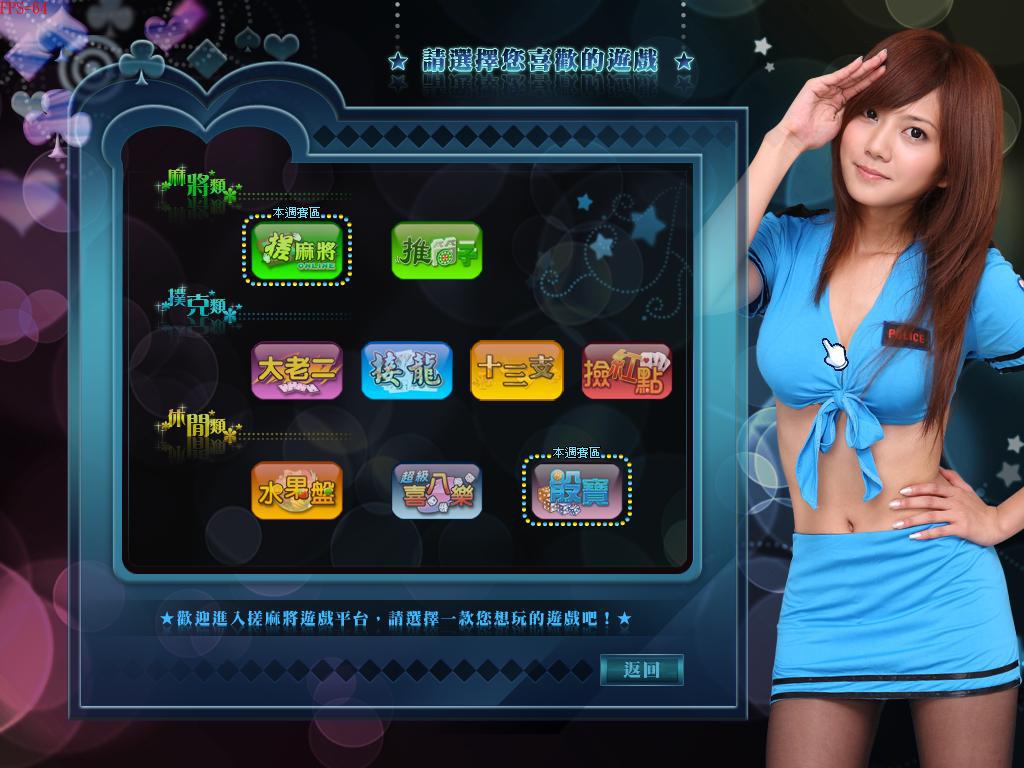 FPS=64
★ 請選擇您喜歡的遊戲 ★
麻將類
本週賽區
搓麻將
ONLINE
推筒子
撲克類
大老二
接龍
十三支
撿紅點
POLICE
休閒類
本週賽區
水果盤
超級
喜八樂
骰寶
★歡迎進入搓麻將遊戲平台，請選擇一款您想玩的遊戲吧！★
返回